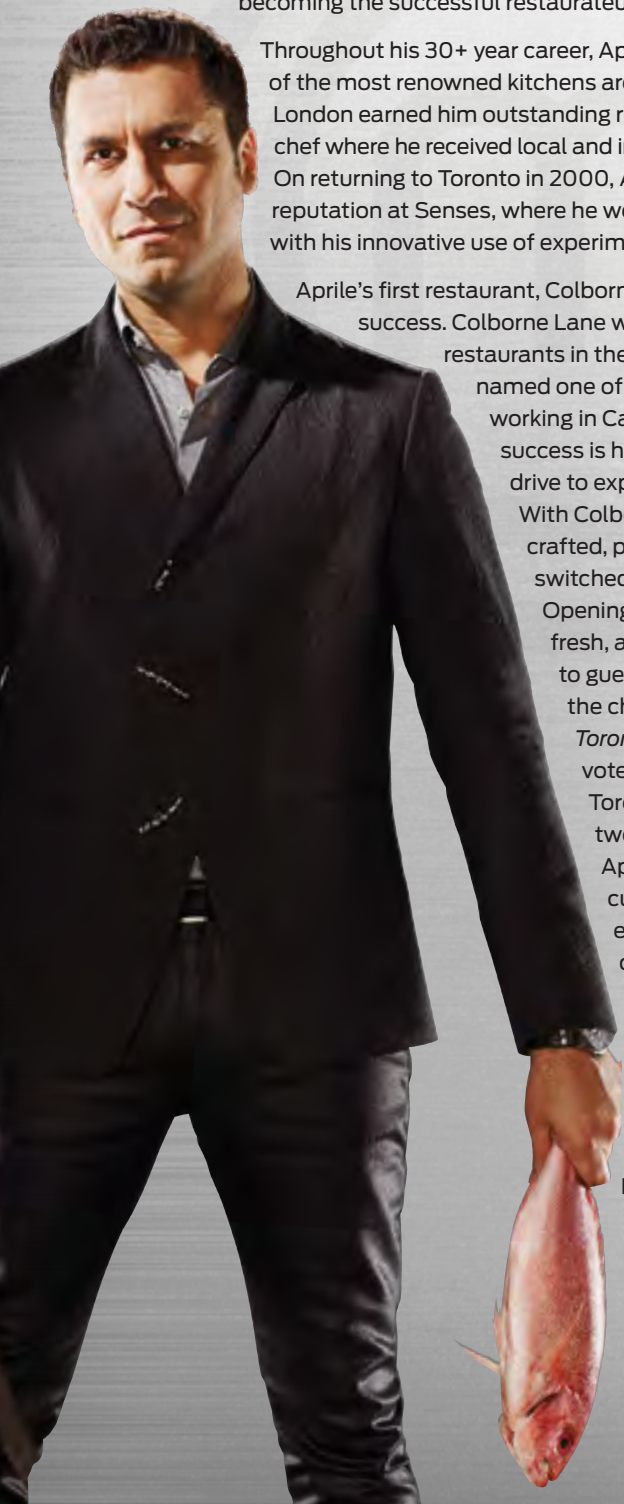 becoming the successful restaurateu
Throughout his 30+ year career, Ap
of the most renowned kitchens ar
London earned him outstanding r
chef where he received local and i
On returning to Toronto in 2000, A
reputation at Senses, where he w
with his innovative use of experim
Aprile’s first restaurant, Colborn
success. Colborne Lane w
restaurants in the
named one of
working in Ca
success is h
drive to exp
With Colb
crafted, p
switched
Opening
fresh, a
to gue
the ch
Toron
vote
Toro
two
Ap
cu
e